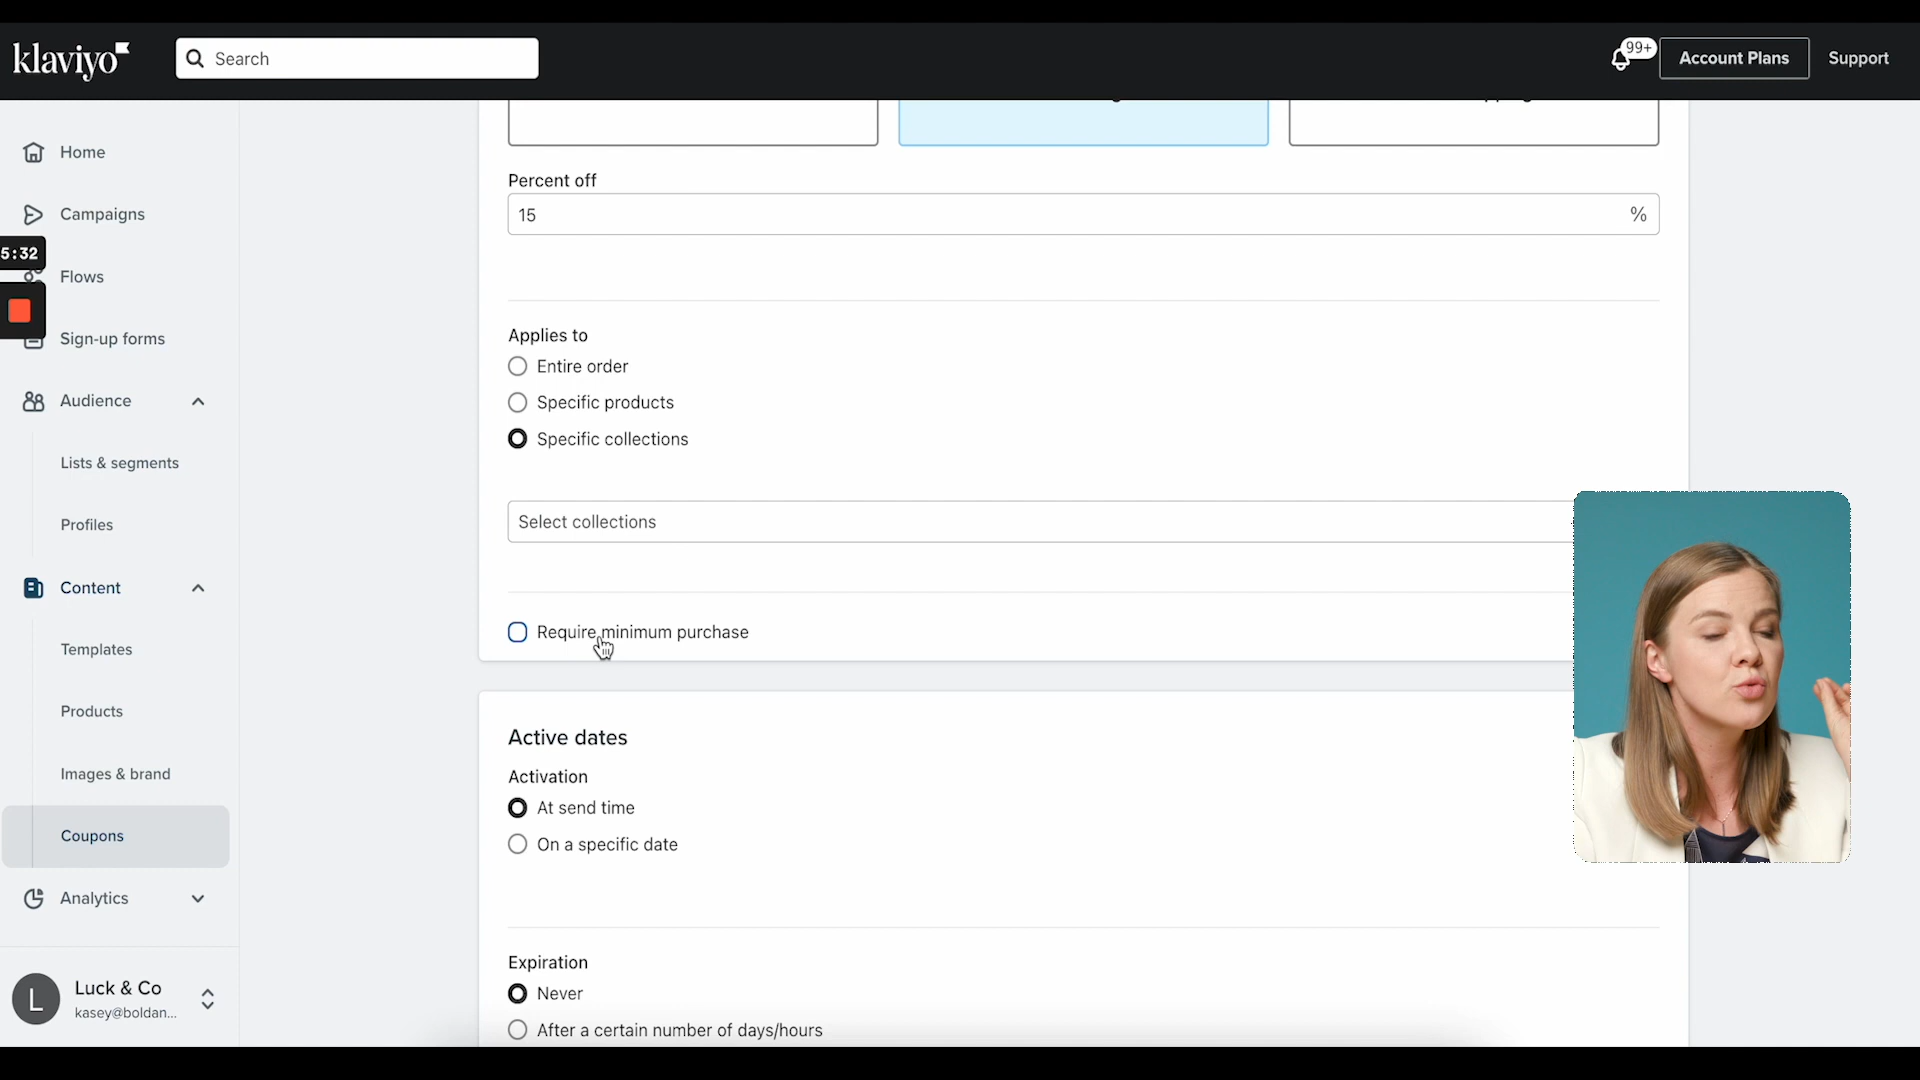 klaviyo
Search
99+
Account Plans
Support
Home
Campaigns
5:32
Flows
Sign-up forms
Audience
Lists & segments
Profiles
Content
Templates
Products
Images & brand
Coupons
Analytics
L
Luck & Co
kasey@boldan...
Percent off
15
%
Applies to
Entire order
Specific products
Specific collections
Select collections
Require minimum purchase
Active dates
Activation
At send time
On a specific date
Expiration
Never
After a certain number of days/hours